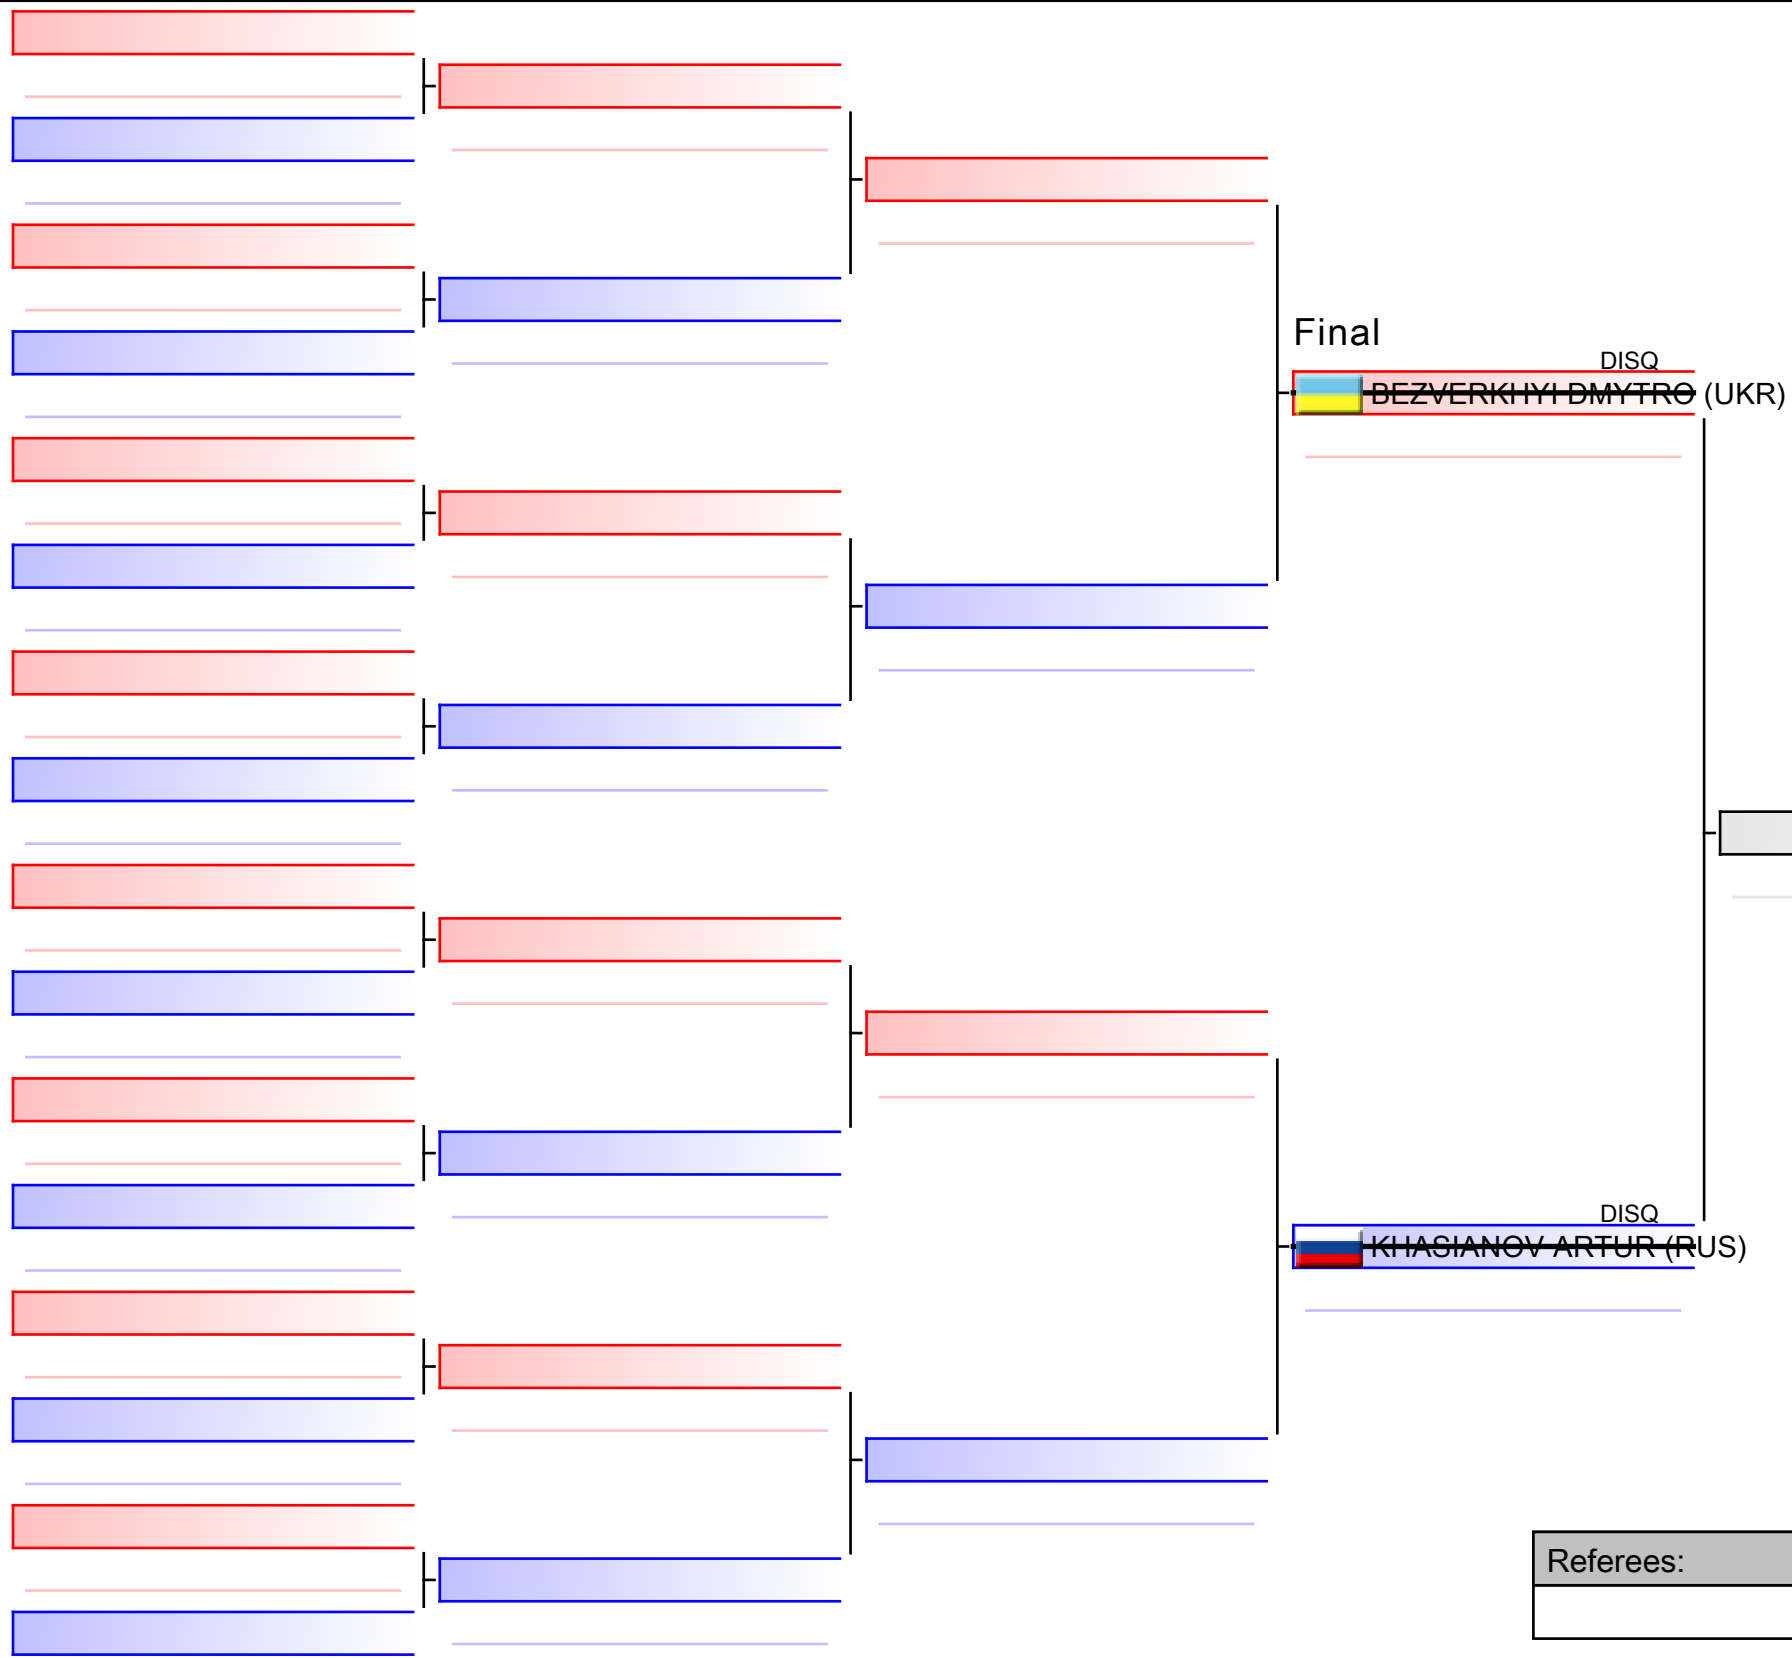 Final
DISQ
BEZVERKHYI DMYTRO (UKR)
DISQ
KHASIANOV ARTUR (RUS)
Referees: